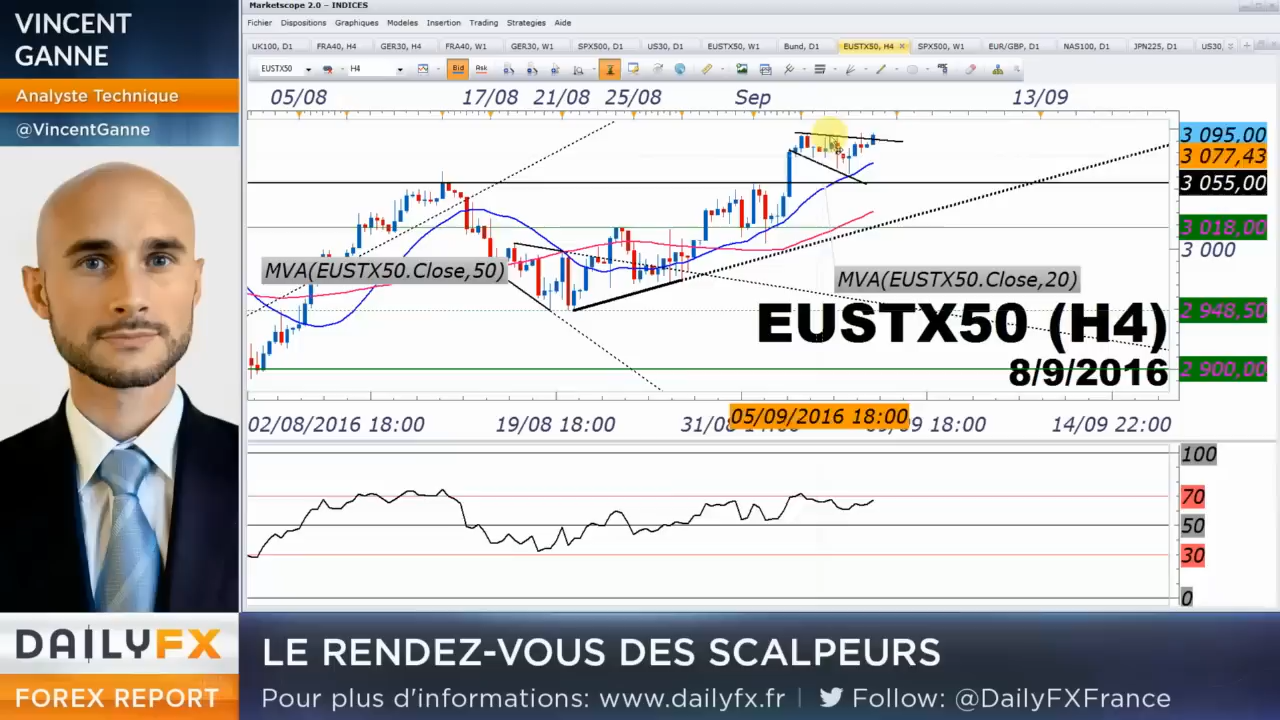 VINCENT
GANNE
Analyste Technique
@VincentGanne
Marketscope 2.0 – INDICES
Fichier Dispositions Graphiques Modeles Insertion Trading Strategies Aide
UK100, D1 FRA40, H4 GER30, H4 FRA40, W1 GER30, W1 SPX500, D1 US30, D1 EUSTX50, W1 Bund, D1 EUSTX50, H4 SPX500, W1 EUR/GBP, D1 NAS100, D1 JPN225, D1 US30,
EUSTX50 H4 Bid Ask
05/08 17/08 21/08 25/08 Sep 13/09
3 095,00
3 077,43
3 055,00
3 018,00
3 000
2 948,50
2 900,00
MVA(EUSTX50.Close,50)
MVA(EUSTX50.Close,20)
EUSTX50 (H4)
8/9/2016
02/08/2016 18:00 19/08 18:00 05/09/2016 18:00 14/09 22:00
100
70
50
30
0
DAILYFX
FOREX REPORT
LE RENDEZ-VOUS DES SCALPEURS
Pour plus d'informations: www.dailyfx.fr | Follow: @DailyFXFrance